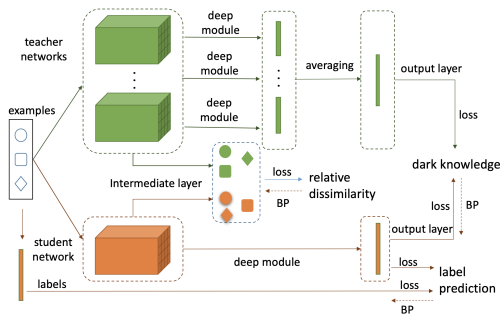 deep module
teacher networks
deep module
averaging
output layer
deep module
examples
loss
dark knowledge
Intermediate layer
loss
relative dissimilarity
BP
loss
BP
student network
output layer
deep module
loss
label prediction
labels
loss
BP